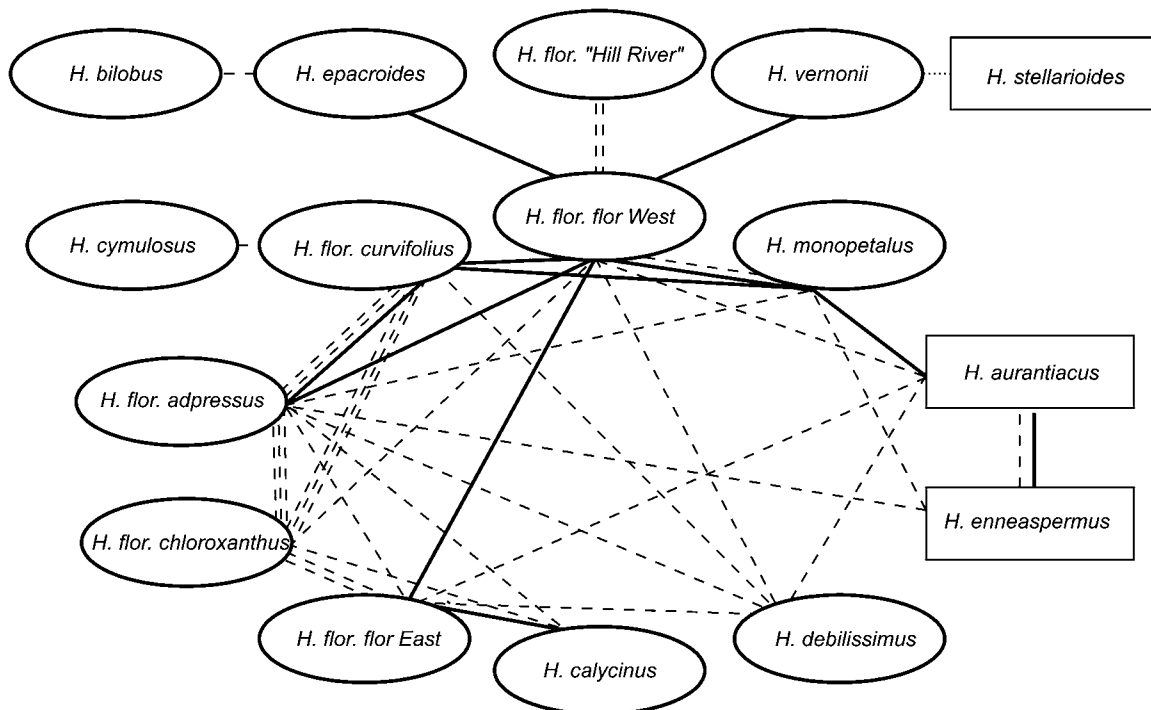 H. flor. "Hill River"
H. bilobus
H. epacroides
H. vernonii
H. stellarioides
H. flor. flor West
H. cymulosus
H. flor. curvifolius
H. monopetalus
H. flor. adpressus
H. aurantiacus
H. enneaspermus
H. flor. chloroxanthus
H. flor. flor East
H. calycinus
H. debilissimus